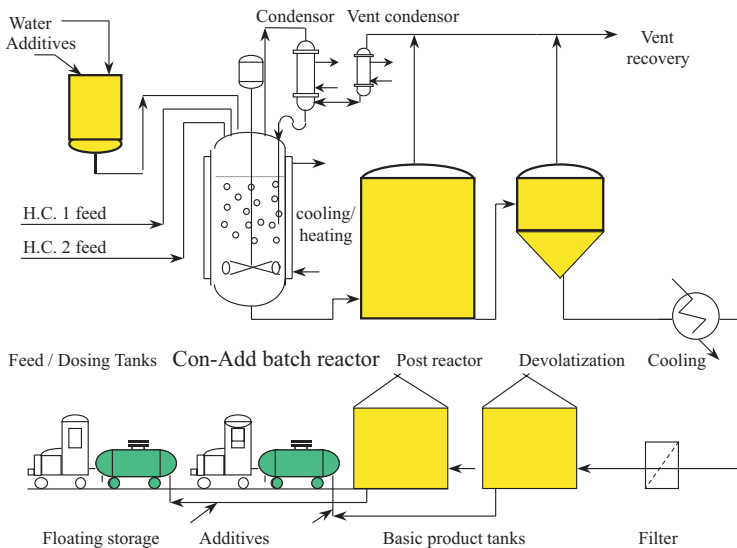 Water
Additives
Condensor
Vent condensor
Vent
recovery
H.C. 1 feed
H.C. 2 feed
cooling/
heating
Feed / Dosing Tanks
Con-Add batch reactor
Post reactor
Devolatization
Cooling
Floating storage
Additives
Basic product tanks
Filter